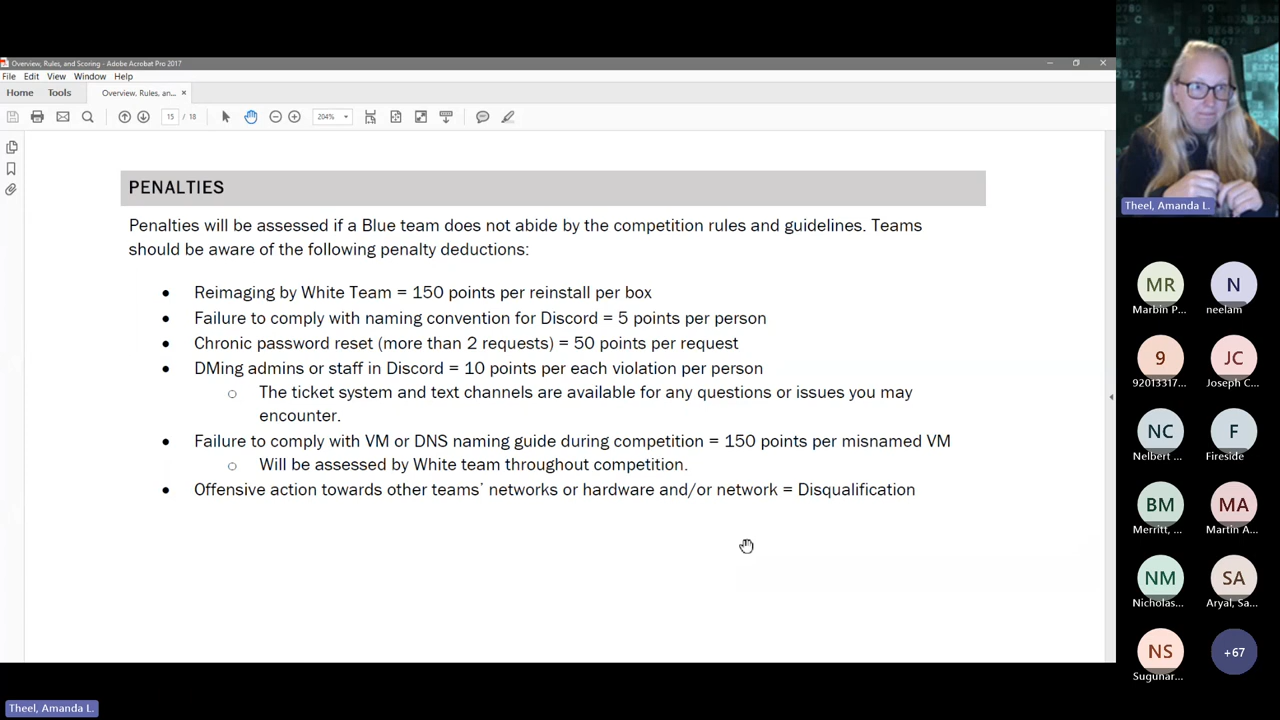 Overview, Rules, and Scoring - Adobe Acrobat Pro 2017
File Edit View Window Help
Home Tools Overview, Rules, an... ×
15 / 18 204%
PENALTIES
Penalties will be assessed if a Blue team does not abide by the competition rules and guidelines. Teams
should be aware of the following penalty deductions:
• Reimaging by White Team = 150 points per reinstall per box
• Failure to comply with naming convention for Discord = 5 points per person
• Chronic password reset (more than 2 requests) = 50 points per request
• DMing admins or staff in Discord = 10 points per each violation per person
○ The ticket system and text channels are available for any questions or issues you may
encounter.
• Failure to comply with VM or DNS naming guide during competition = 150 points per misnamed VM
○ Will be assessed by White team throughout competition.
• Offensive action towards other teams' networks or hardware and/or network = Disqualification
Theel, Amanda L.
MR N
Marbin P... neelam
9 JC
92013317... Joseph C...
NC F
Nelbert ... Fireside
BM MA
Merritt, ... Martin A...
NM SA
Nicholas... Aryal, Sa...
NS +67
Sugunar...
Theel, Amanda L.